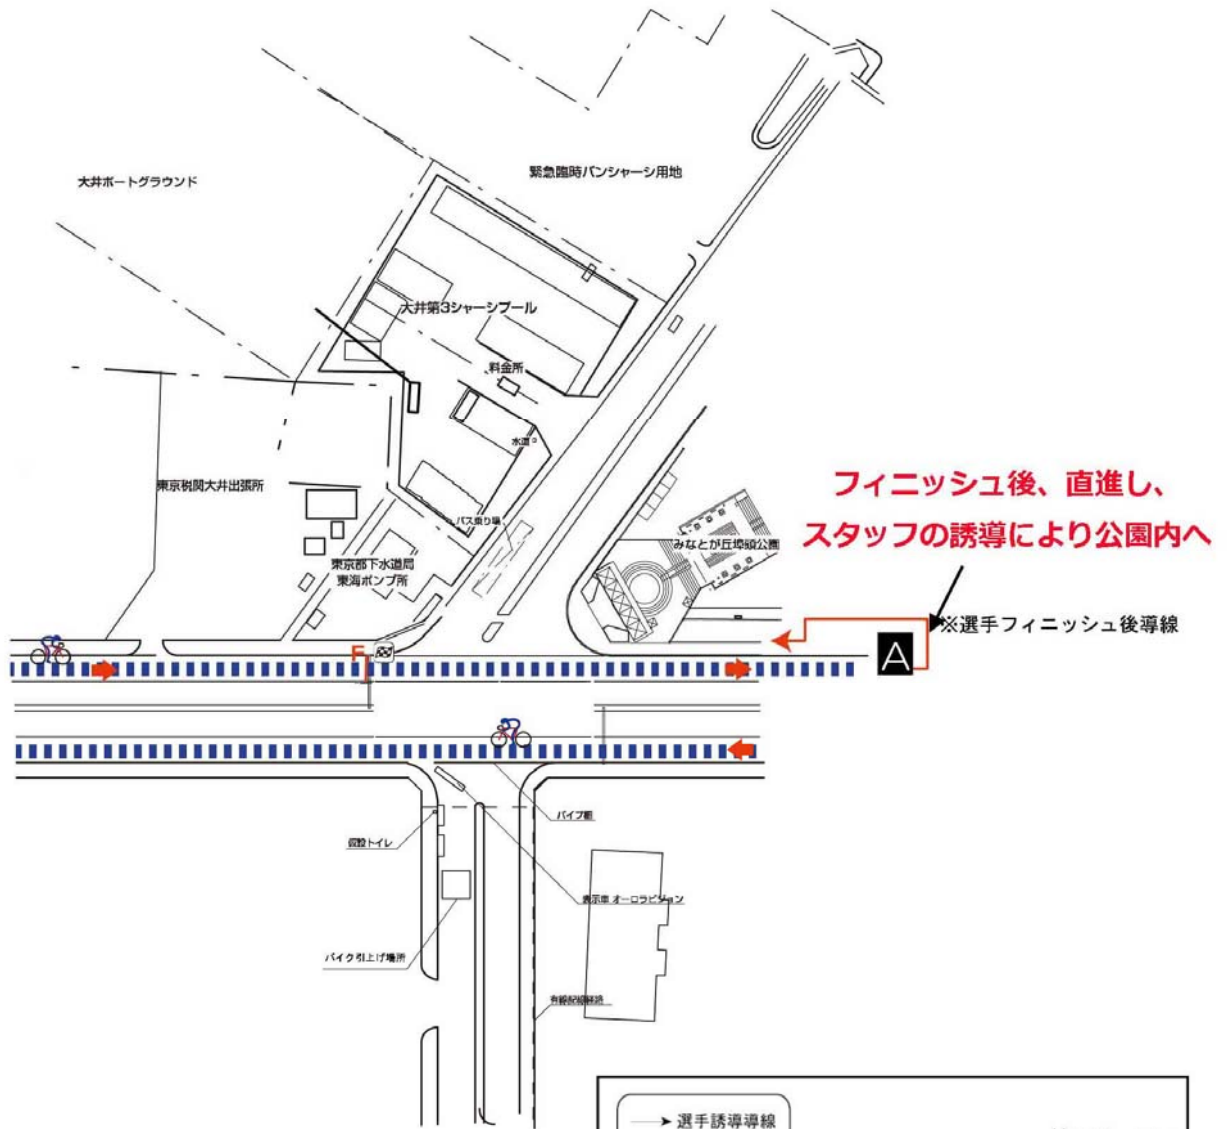 緊急臨時バンシャーシ用地
大井ポートグラウンド
大井第3シャーシプール
料金所
水道
東京税関大井出張所
バス乗り場
みなとが丘埠頭公園
東京都下水道局
東海ポンプ所
フィニッシュ後、直進し、
スタッフの誘導により公園内へ
※選手フィニッシュ後導線
A
F
パイプ棚
仮設トイレ
表示車 オーロラビジョン
バイク引上げ場所
有線配線経路
選手誘導導線